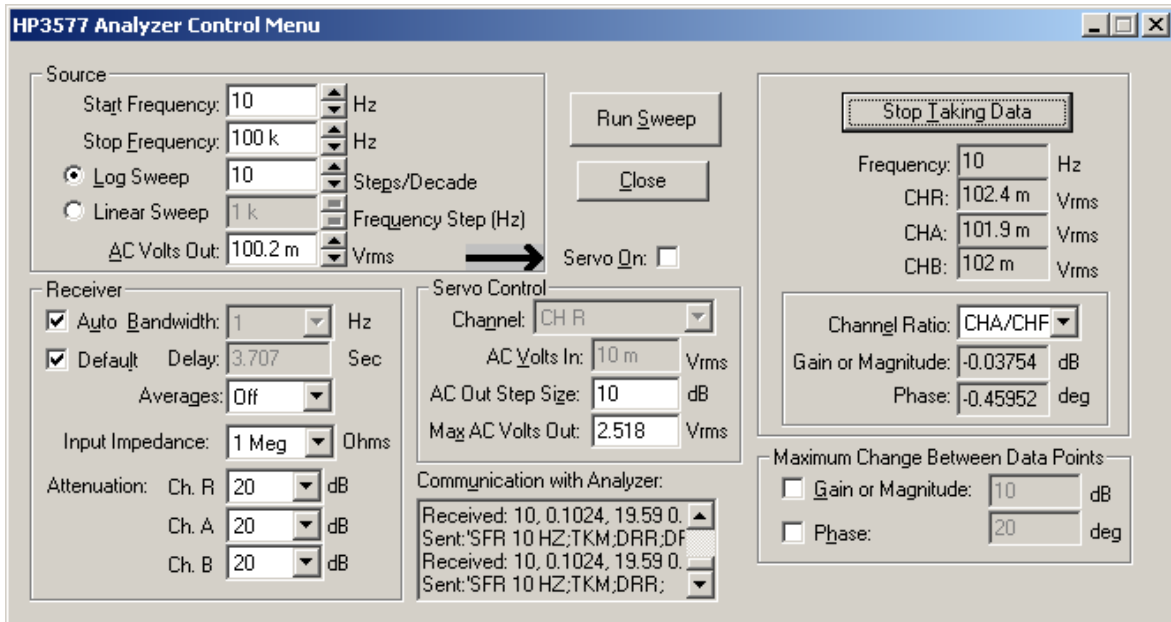 HP3577 Analyzer Control Menu
Source
Start Frequency: 10 Hz
Stop Frequency: 100 k Hz
Log Sweep 10 Steps/Decade
Linear Sweep 1 k Frequency Step (Hz)
AC Volts Out: 100.2 m Vrms
Run Sweep
Close
Servo On:
Receiver
Auto Bandwidth: 1 Hz
Default Delay: 3.707 Sec
Averages: Off
Input Impedance: 1 Meg Ohms
Attenuation: Ch. R 20 dB
Ch. A 20 dB
Ch. B 20 dB
Servo Control
Channel: CH R
AC Volts In: 10 m Vrms
AC Out Step Size: 10 dB
Max AC Volts Out: 2.518 Vrms
Communication with Analyzer:
Received: 10, 0.1024, 19.59 0.
Sent:'SFR 10 HZ;TKM;DRR;DF
Received: 10, 0.1024, 19.59 0.
Sent:'SFR 10 HZ;TKM;DRR;
Stop Taking Data
Frequency: 10 Hz
CHR: 102.4 m Vrms
CHA: 101.9 m Vrms
CHB: 102 m Vrms
Channel Ratio: CHA/CHF
Gain or Magnitude: -0.03754 dB
Phase: -0.45952 deg
Maximum Change Between Data Points
Gain or Magnitude: 10 dB
Phase: 20 deg